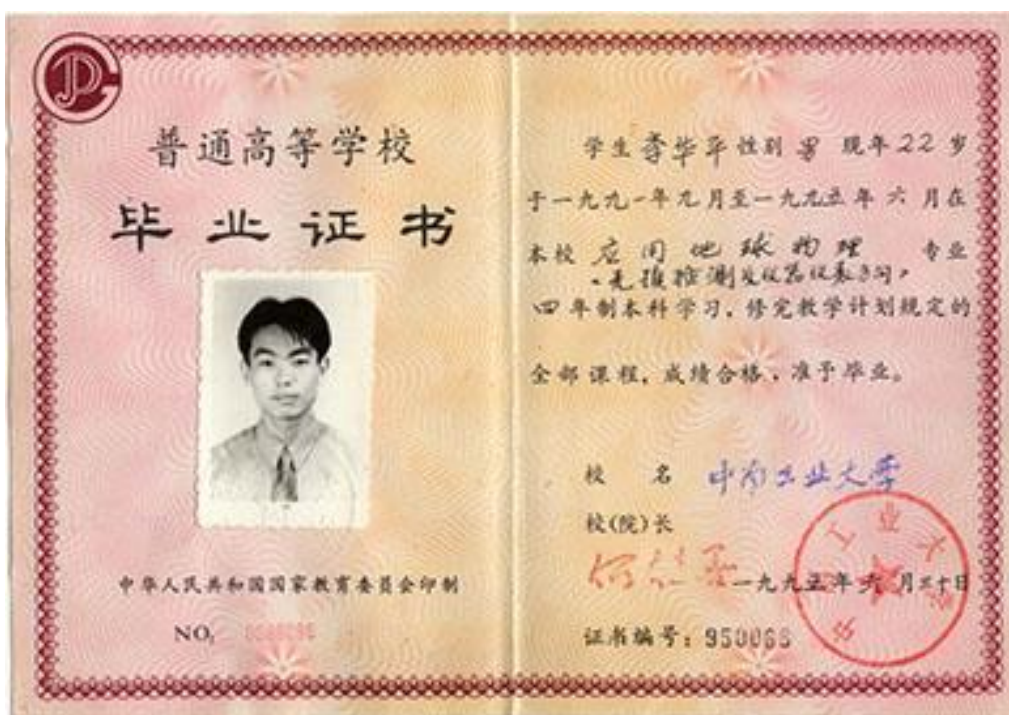 普通高等学校
毕业证书
中华人民共和国国家教育委员会印制
NO,
学生李华平性别 男 现年22岁
于一九九一年九月至一九九五年 六 月在
本校 应用地球物理 专业
四年制本科学习,修完教学计划规定的
全部课程,成绩合格,准予毕业。
校 名 中南工业大学
校(院)长
一九九五年六月三十日
证书编号:950068